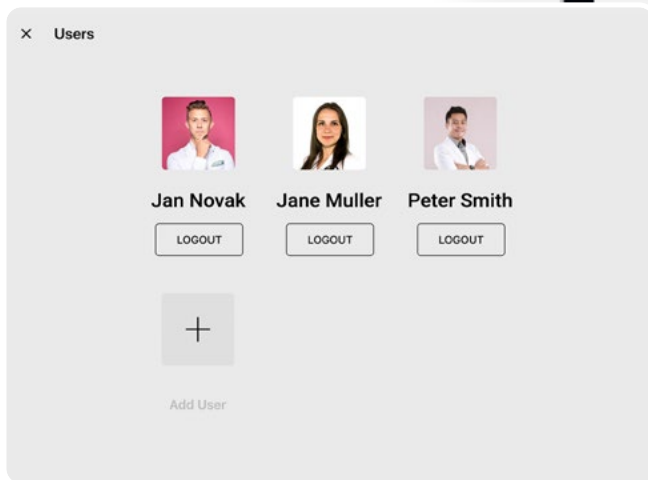 Users
Jan Novak
Jane Muller
Peter Smith
LOGOUT
LOGOUT
LOGOUT
Add User